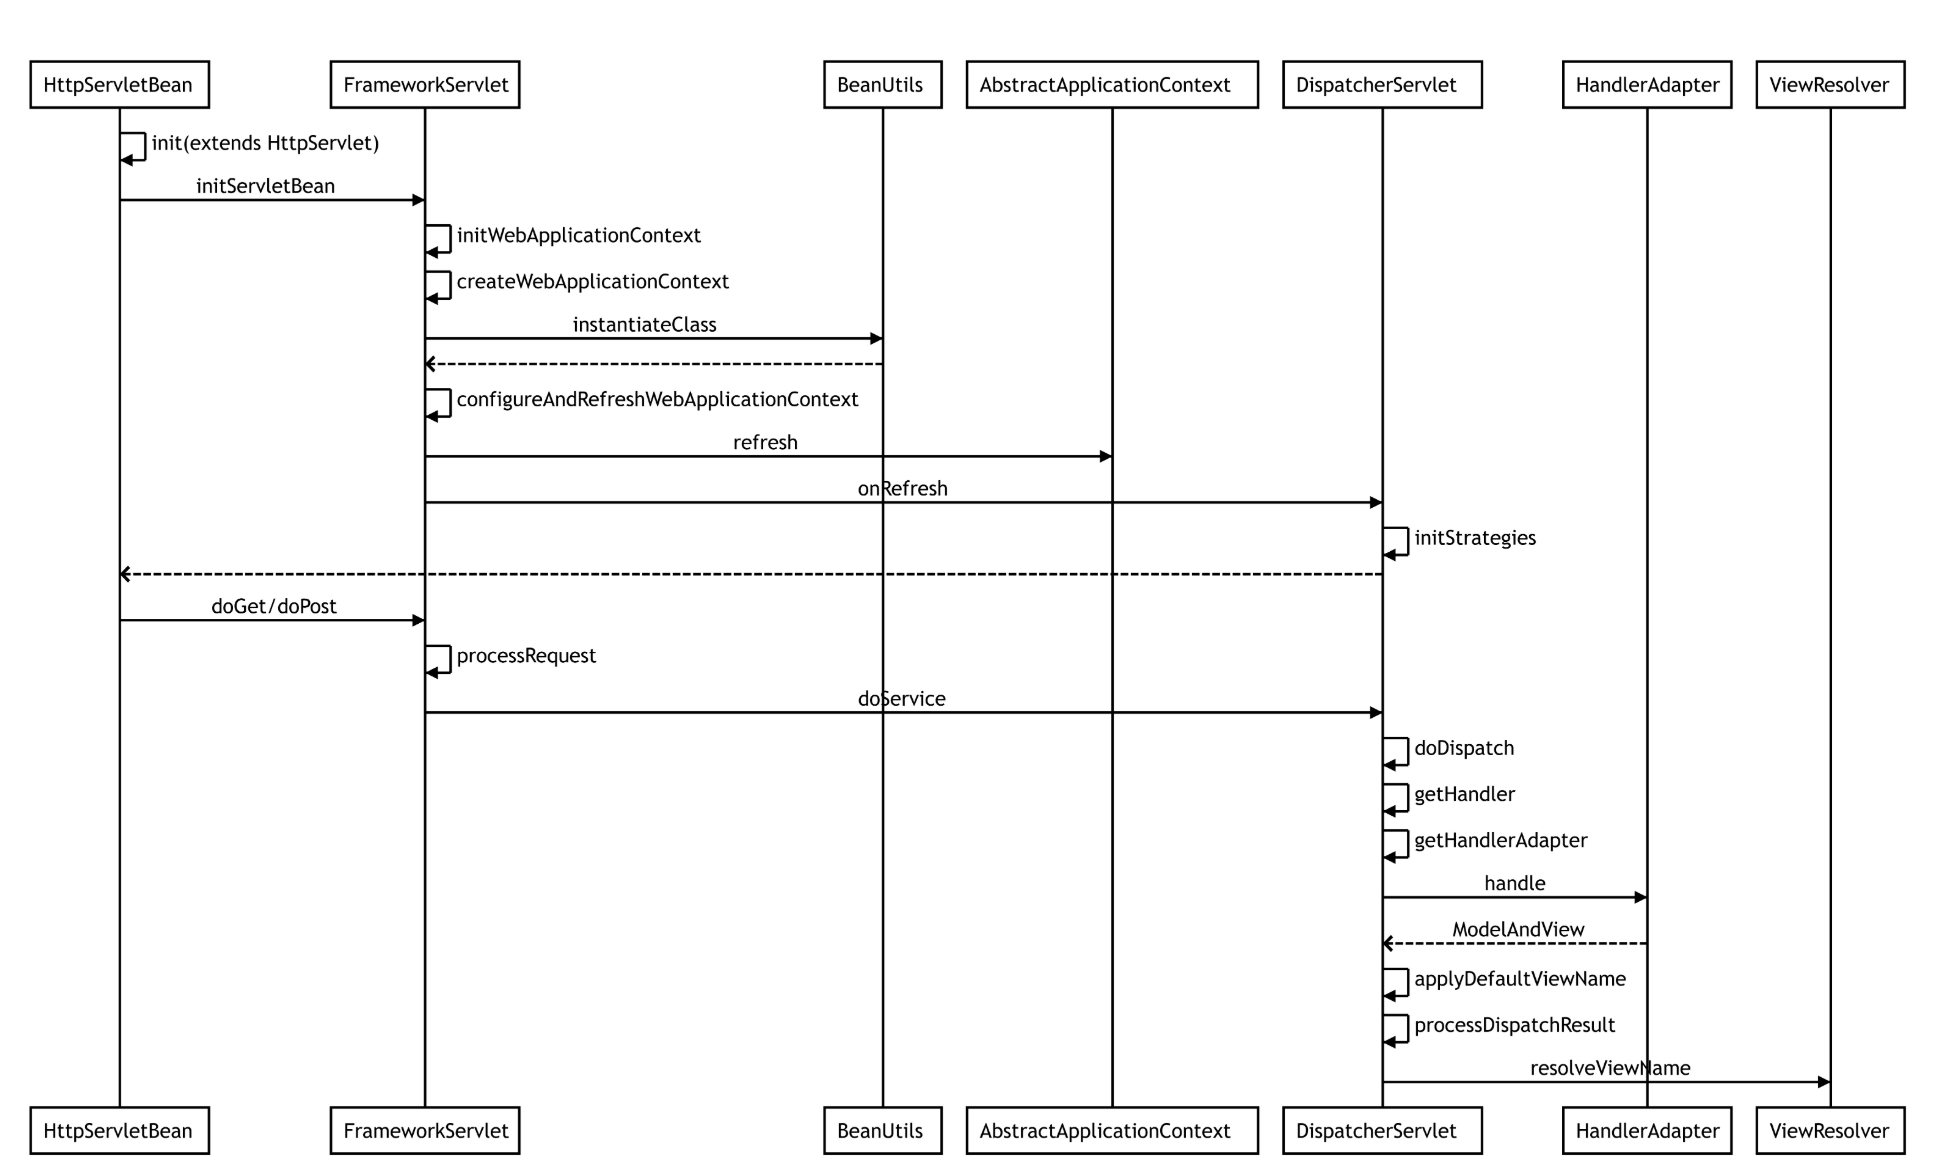 HttpServletBean FrameworkServlet BeanUtils AbstractApplicationContext DispatcherServlet HandlerAdapter ViewResolver
init(extends HttpServlet)
initServletBean
initWebApplicationContext
createWebApplicationContext
instantiateClass
configureAndRefreshWebApplicationContext
refresh
onRefresh
initStrategies
doGet/doPost
processRequest
doService
doDispatch
getHandler
getHandlerAdapter
handle
ModelAndView
applyDefaultViewName
processDispatchResult
resolveViewName
HttpServletBean FrameworkServlet BeanUtils AbstractApplicationContext DispatcherServlet HandlerAdapter ViewResolver